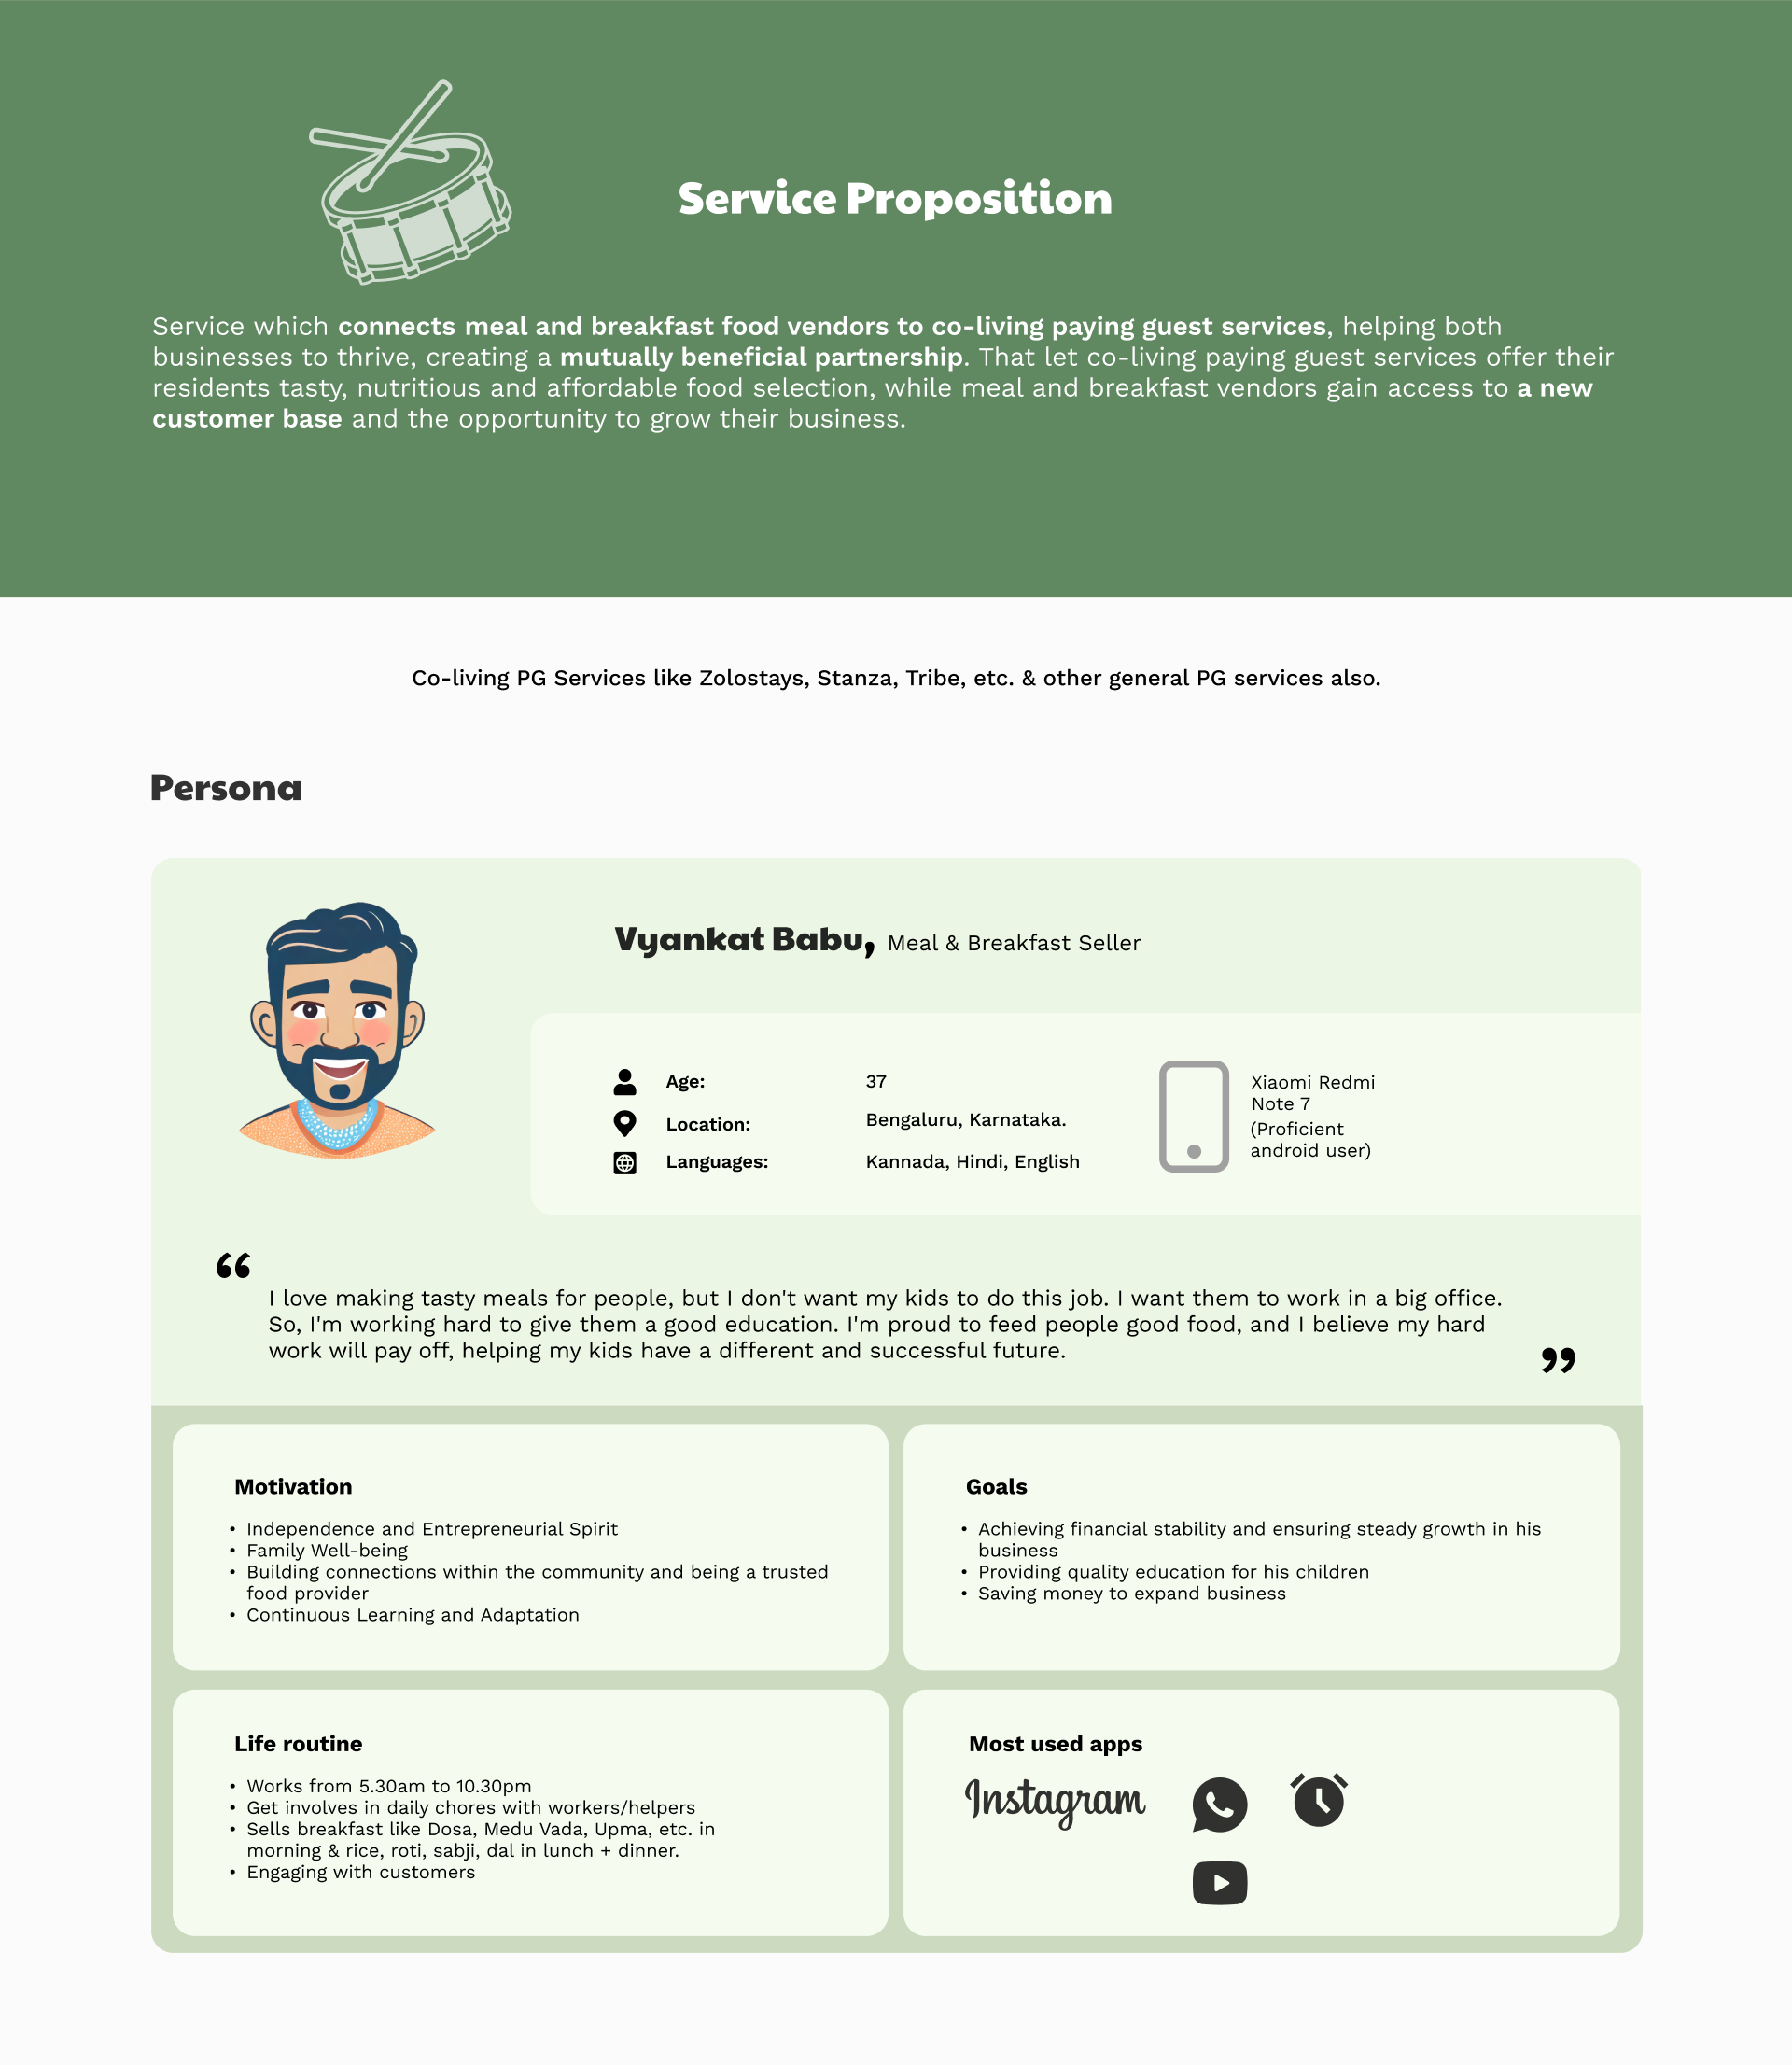 Service Proposition
Service which connects meal and breakfast food vendors to co-living paying guest services, helping both
businesses to thrive, creating a mutually beneficial partnership. That let co-living paying guest services offer their
residents tasty, nutritious and affordable food selection, while meal and breakfast vendors gain access to a new
customer base and the opportunity to grow their business.
Co-living PG Services like Zolostays, Stanza, Tribe, etc. & other general PG services also.
Persona
Vyankat Babu, Meal & Breakfast Seller
Age: 37
Location: Bengaluru, Karnataka.
Languages: Kannada, Hindi, English
Xiaomi Redmi
Note 7
(Proficient
android user)
“
I love making tasty meals for people, but I don't want my kids to do this job. I want them to work in a big office.
So, I'm working hard to give them a good education. I'm proud to feed people good food, and I believe my hard
work will pay off, helping my kids have a different and successful future.
”
Motivation
• Independence and Entrepreneurial Spirit
• Family Well-being
• Building connections within the community and being a trusted
food provider
• Continuous Learning and Adaptation
Goals
• Achieving financial stability and ensuring steady growth in his
business
• Providing quality education for his children
• Saving money to expand business
Life routine
• Works from 5.30am to 10.30pm
• Get involves in daily chores with workers/helpers
• Sells breakfast like Dosa, Medu Vada, Upma, etc. in
morning & rice, roti, sabji, dal in lunch + dinner.
• Engaging with customers
Most used apps
Instagram